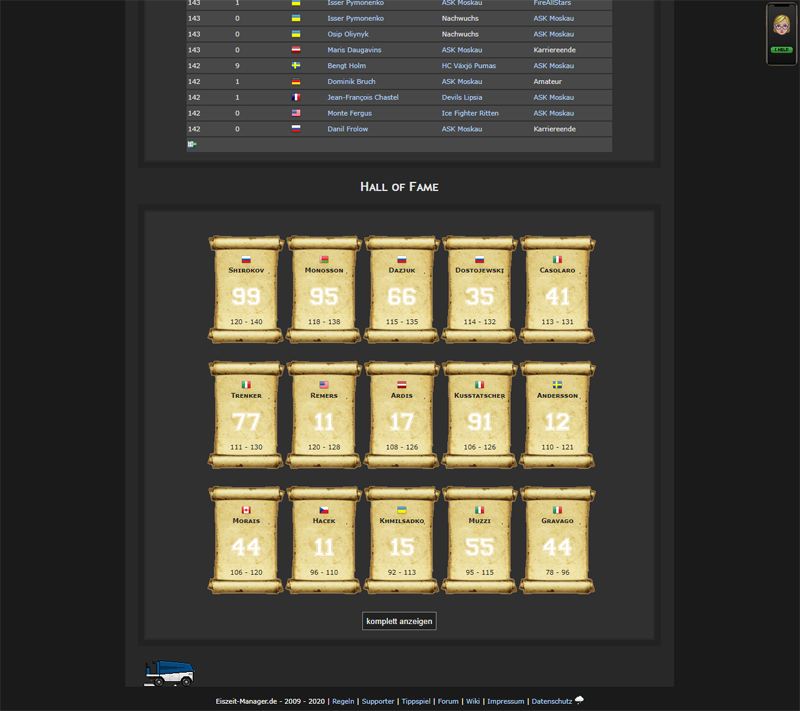 143 1 Isser Pymonenko ASK Moskau FireAllStars
143 0 Isser Pymonenko Nachwuchs ASK Moskau
143 0 Osip Oliynyk Nachwuchs ASK Moskau
143 0 Maris Daugavins ASK Moskau Karriereende
142 9 Bengt Holm HC Växjö Pumas ASK Moskau
142 1 Dominik Bruch ASK Moskau Amateur
142 1 Jean-François Chastel Devils Lipsia ASK Moskau
142 0 Monte Fergus Ice Fighter Ritten ASK Moskau
142 0 Danil Frolow ASK Moskau Karriereende
Hall of Fame
Shirokov Monosson Dazjuk Dostojewskj Casolaro
99 95 66 35 41
120 - 140 118 - 138 115 - 135 114 - 132 113 - 131
Trenker Remers Ardis Kusstatscher Andersson
77 11 17 91 12
111 - 130 120 - 128 108 - 126 106 - 126 110 - 121
Morais Hacek Khmilsadko Muzzi Gravago
44 11 15 55 44
106 - 120 96 - 110 92 - 113 95 - 115 78 - 96
komplett anzeigen
Eiszeit-Manager.de - 2009 - 2020 | Regeln | Supporter | Tippspiel | Forum | Wiki | Impressum | Datenschutz